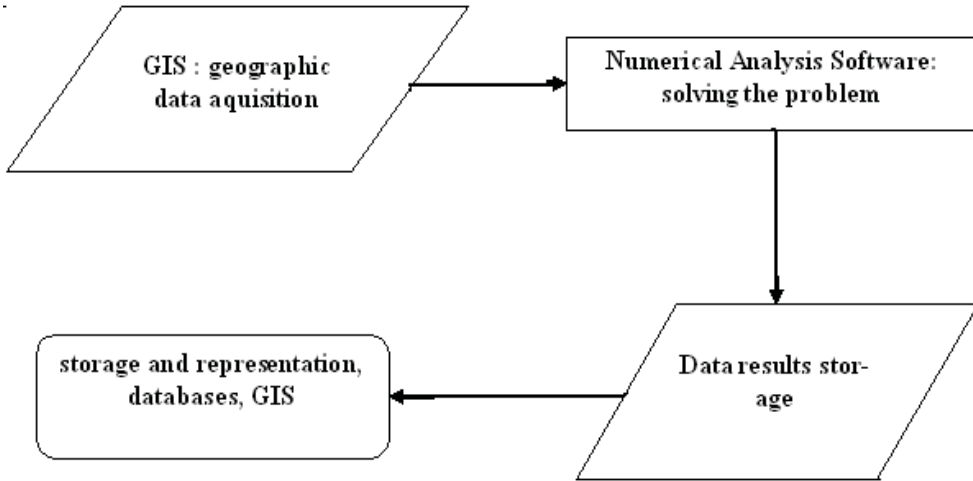 GIS : geographic
data aquisition
Numerical Analysis Software:
solving the problem
storage and representation,
databases, GIS
Data results stor-
age